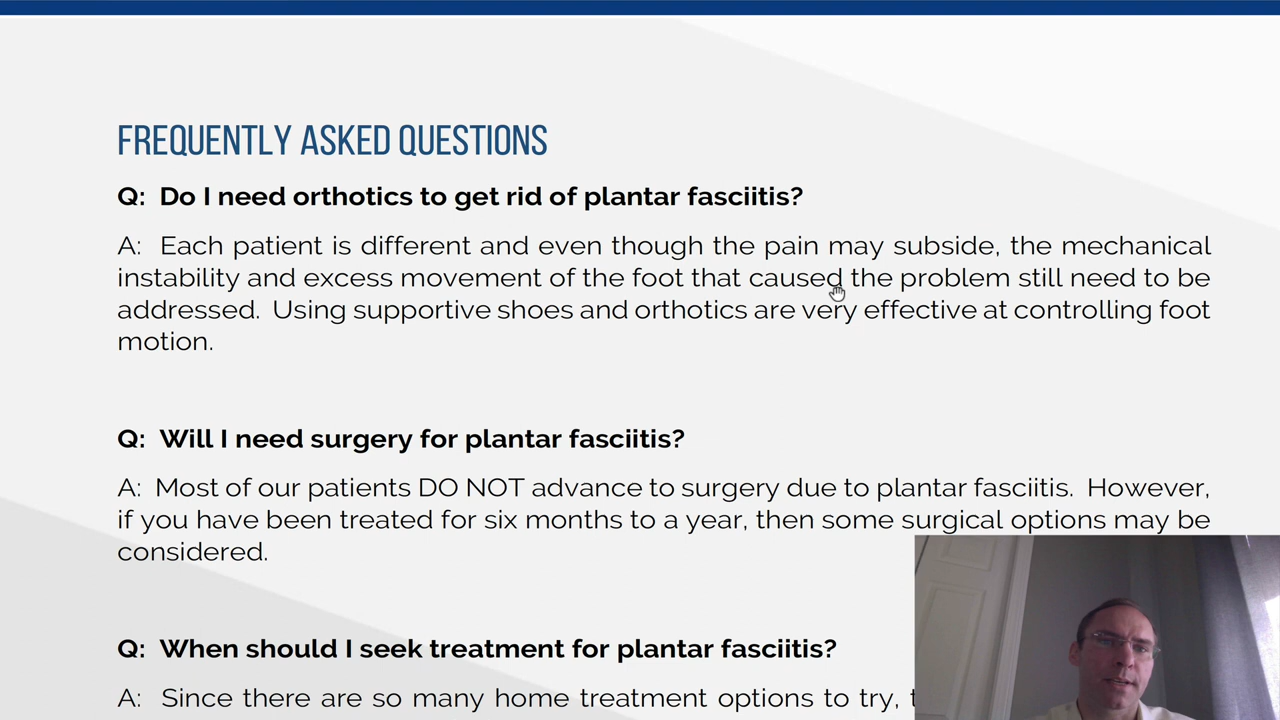 FREQUENTLY ASKED QUESTIONS
Q: Do I need orthotics to get rid of plantar fasciitis?
A: Each patient is different and even though the pain may subside, the mechanical
instability and excess movement of the foot that caused the problem still need to be
addressed. Using supportive shoes and orthotics are very effective at controlling foot
motion.
Q: Will I need surgery for plantar fasciitis?
A: Most of our patients DO NOT advance to surgery due to plantar fasciitis. However,
if you have been treated for six months to a year, then some surgical options may be
considered.
Q: When should I seek treatment for plantar fasciitis?
A: Since there are so many home treatment options to try,